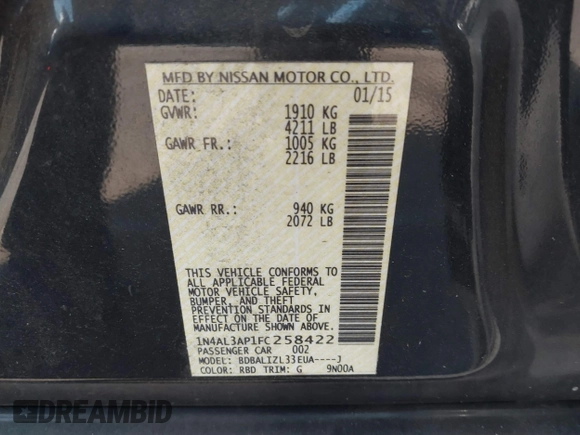 MFD BY NISSAN MOTOR CO., LTD.
DATE: 01/15
GVWR: 1910 KG
4211 LB
GAWR FR.: 1005 KG
2216 LB
GAWR RR.: 940 KG
2072 LB
THIS VEHICLE CONFORMS TO
ALL APPLICABLE FEDERAL
MOTOR VEHICLE SAFETY,
BUMPER, AND THEFT
PREVENTION STANDARDS IN
EFFECT ON THE DATE OF
MANUFACTURE SHOWN ABOVE.
1N4AL3AP1FC258422
PASSENGER CAR 002
MODEL: BDBALIZL33EUA----J
COLOR: RBD TRIM: G 9N00A
FAXVIN.COM